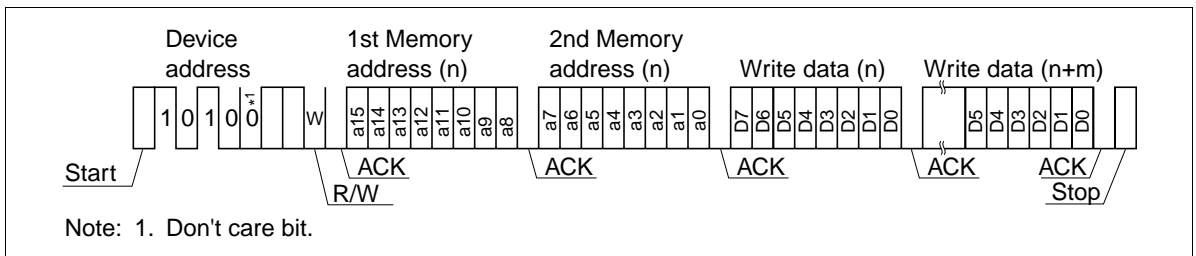 Device address
1st Memory address (n)
2nd Memory address (n)
Write data (n)
Write data (n+m)
1 0 1 0 0 *1 W
a15 a14 a13 a12 a11 a10 a9 a8
a7 a6 a5 a4 a3 a2 a1 a0
D7 D6 D5 D4 D3 D2 D1 D0
D5 D4 D3 D2 D1 D0
Start
R/W
ACK
ACK
ACK
ACK
ACK
Stop
Note: 1. Don't care bit.